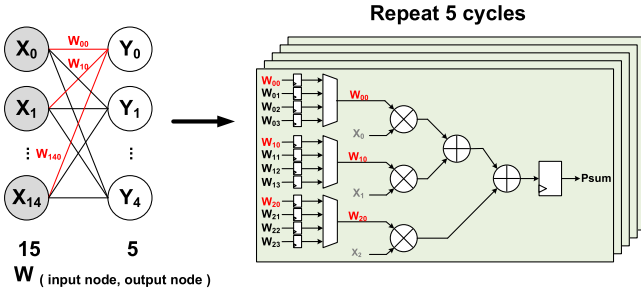 Repeat 5 cycles
X0
W00
Y0
W10
X1
Y1
W140
X14
Y4
15
5
W ( input node, output node )
W00
W01
W02
W03
W00
X0
W10
W11
W12
W13
W10
X1
W20
W21
W22
W23
W20
X2
Psum